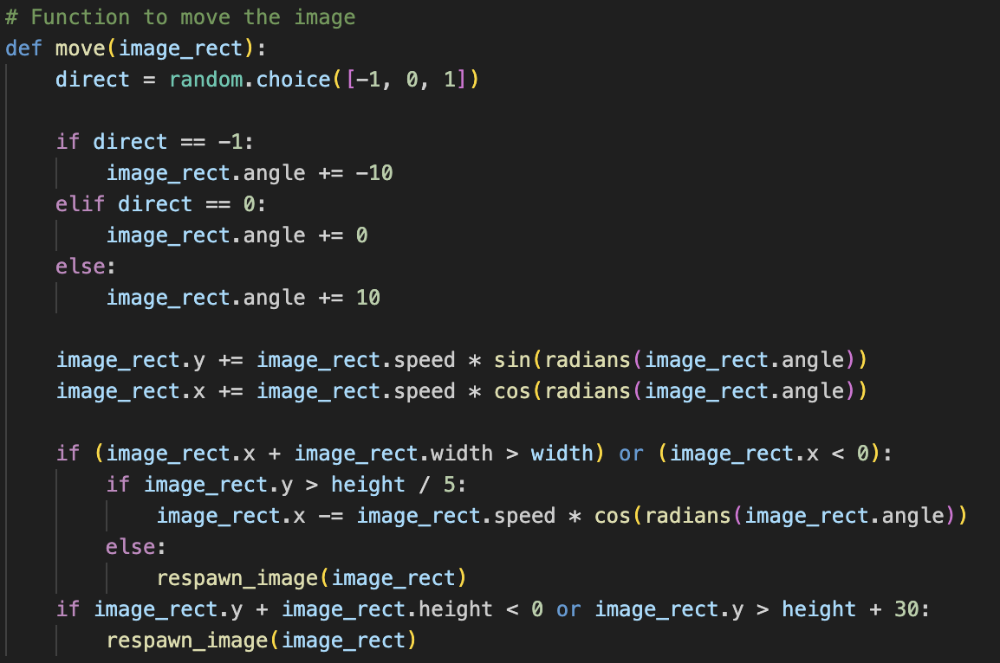 # Function to move the image
def move(image_rect):
    direct = random.choice([-1, 0, 1])

    if direct == -1:
        image_rect.angle += -10
    elif direct == 0:
        image_rect.angle += 0
    else:
        image_rect.angle += 10

    image_rect.y += image_rect.speed * sin(radians(image_rect.angle))
    image_rect.x += image_rect.speed * cos(radians(image_rect.angle))

    if (image_rect.x + image_rect.width > width) or (image_rect.x < 0):
        if image_rect.y > height / 5:
            image_rect.x -= image_rect.speed * cos(radians(image_rect.angle))
        else:
            respawn_image(image_rect)
    if image_rect.y + image_rect.height < 0 or image_rect.y > height + 30:
        respawn_image(image_rect)